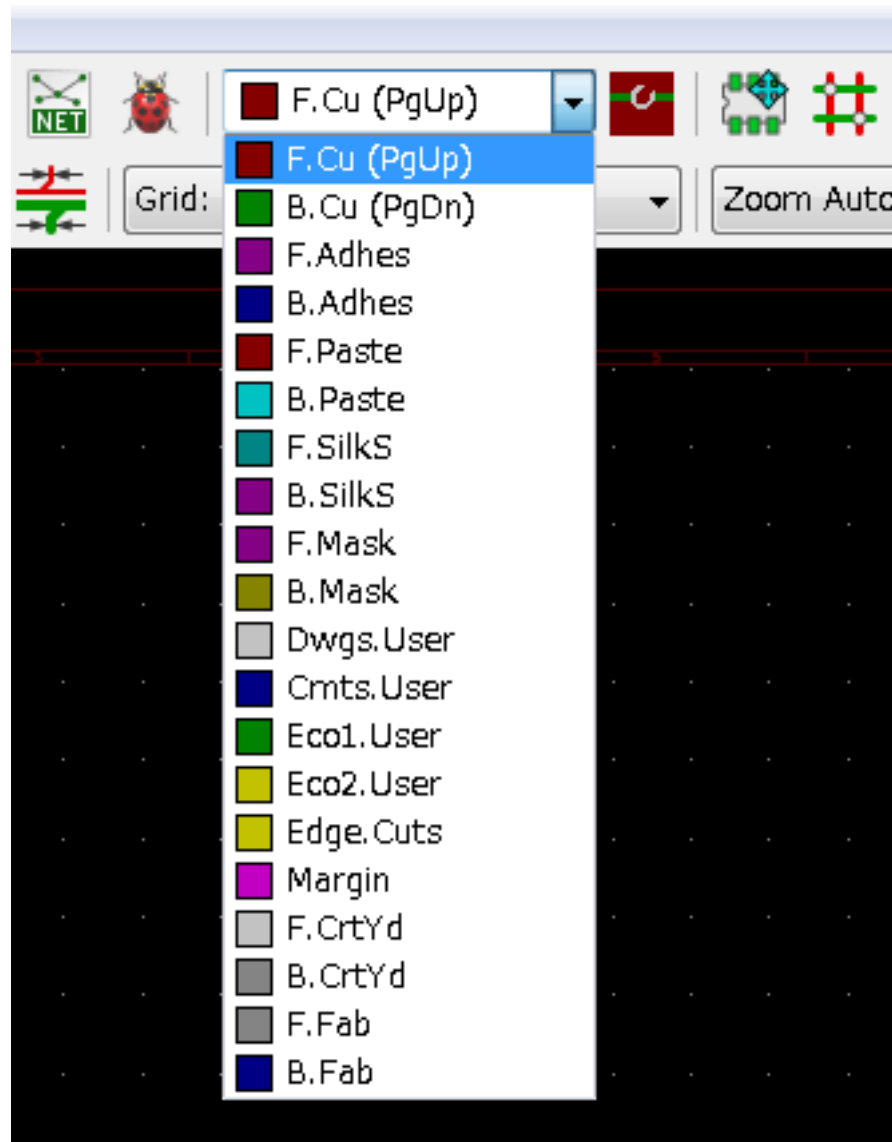 NET
F.Cu (PgUp)
F.Cu (PgUp)
Grid:
Zoom Auto
B.Cu (PgDn)
F.Adhes
B.Adhes
F.Paste
B.Paste
F.SilkS
B.SilkS
F.Mask
B.Mask
Dwgs.User
Cmts.User
Eco1.User
Eco2.User
Edge.Cuts
Margin
F.CrtYd
B.CrtYd
F.Fab
B.Fab